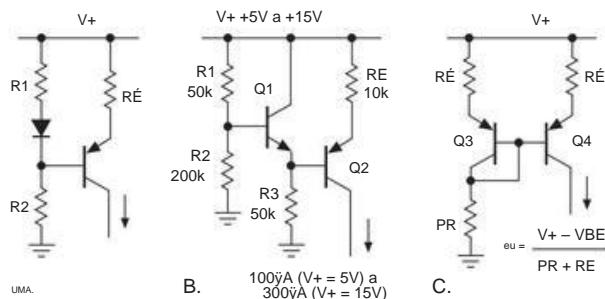 V+
R1
RÉ
R2
UMA.
V+ +5V a +15V
R1
50k
Q1
RE
10k
R2
200k
Q2
R3
50k
B.
100ÿA (V+ = 5V) a
300ÿA (V+ = 15V)
V+
RÉ
RÉ
Q3
Q4
PR
eu = V+ – VBE
PR + RE
C.